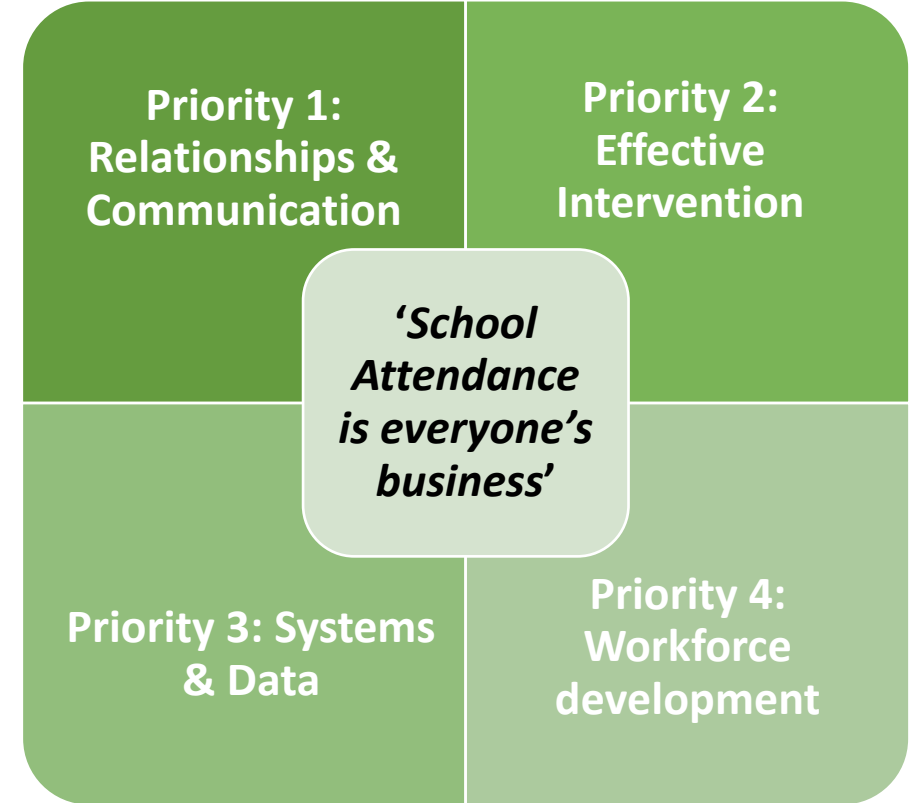 Priority 1:
Relationships &
Communication
Priority 2:
Effective
Intervention
‘School
Attendance
is everyone’s
business’
Priority 3: Systems
& Data
Priority 4:
Workforce
development